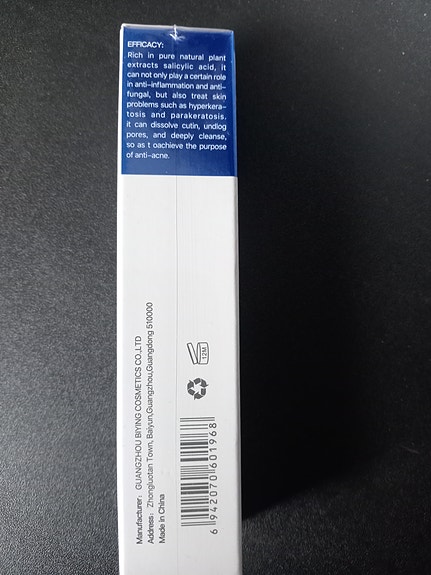 EFFICACY:
Rich in pure natural plant
extracts salicylic acid, it
can not only play a certain role
in anti-inflammation and anti-
fungal, but also treat skin
problems such as hyperkera-
tosis and parakeratosis.
it can dissolve cutin, undlog
pores, and deeply cleanse,
so as t oachieve the purpose
of anti-acne.
Manufacturer: GUANGZHOU BIYING COSMETICS CO.,LTD
Address: Zhongluotan Town, Baiyun,Guangzhou,Guangdong 510000
Made in China
12M
6 942070 601968